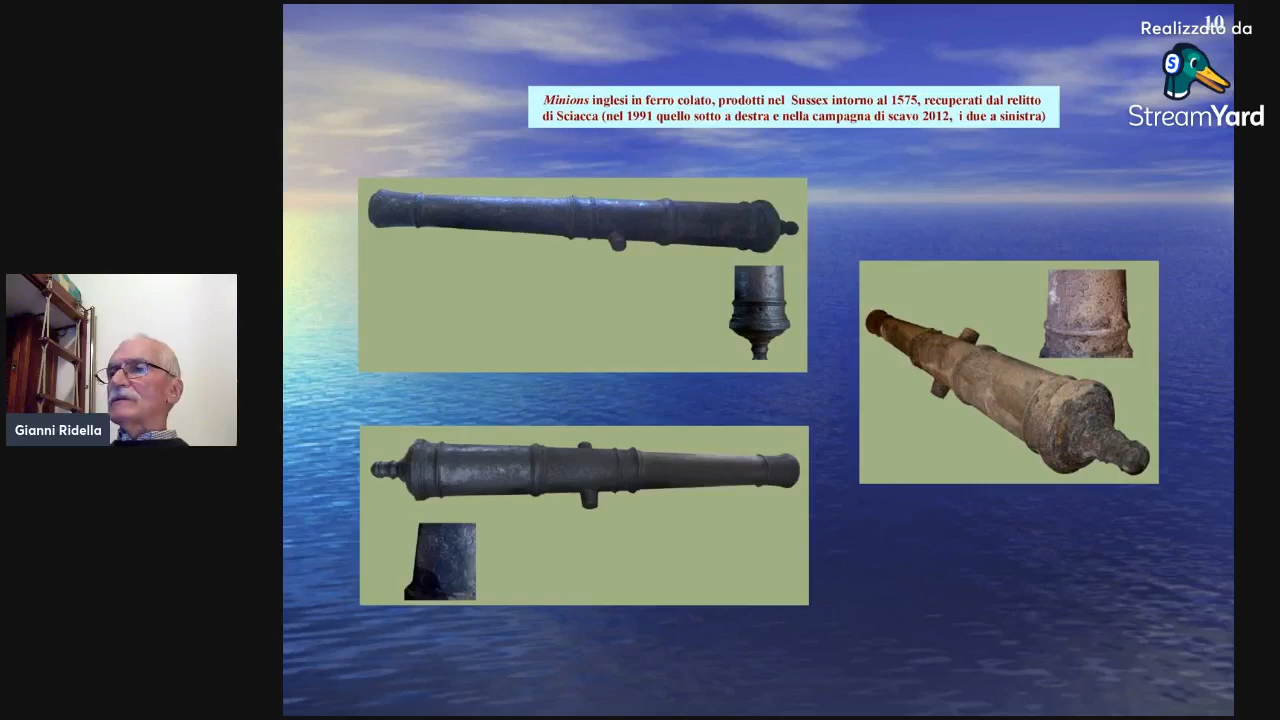 10
Realizzato da
StreamYard
Minions inglesi in ferro colato, prodotti nel Sussex intorno al 1575, recuperati dal relitto
di Sciacca (nel 1991 quello sotto a destra e nella campagna di scavo 2012, i due a sinistra)
Gianni Ridella